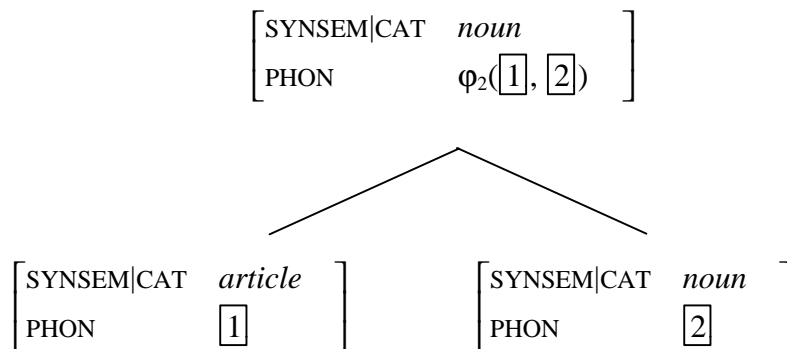 SYNSEM|CAT noun
PHON φ₂(1, 2)
SYNSEM|CAT article
PHON 1
SYNSEM|CAT noun
PHON 2